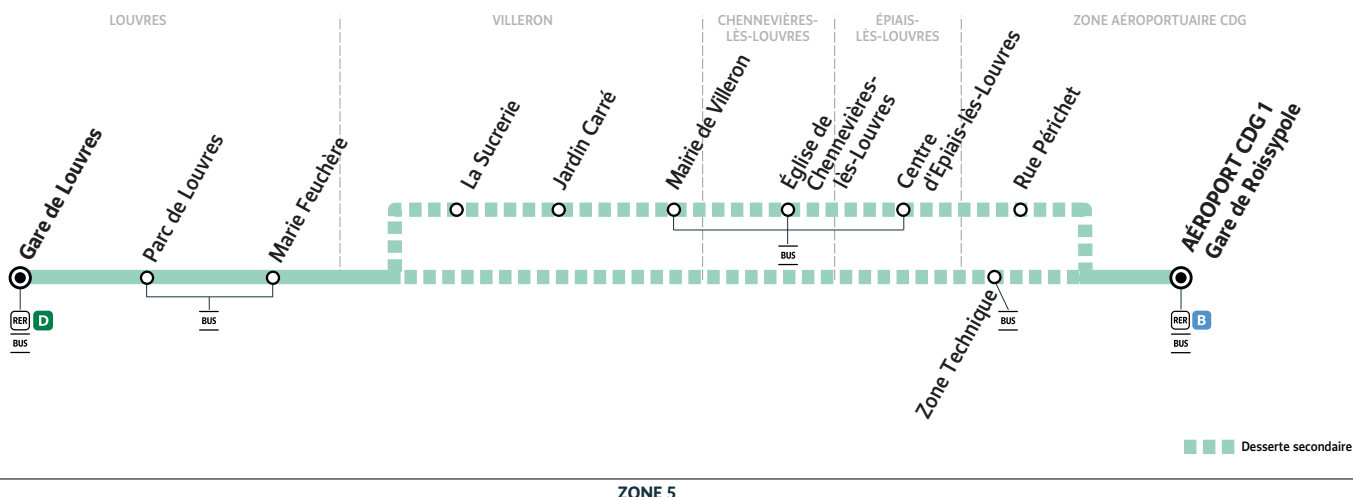 LOUVRES
VILLERON
CHENNEVIÈRES-
LÈS-LOUVRES
ÉPIAIS-
LÈS-LOUVRES
ZONE AÉROPORTUAIRE CDG
Gare de Louvres
Parc de Louvres
Marie Feuchère
La Sucrerie
Jardin Carré
Mairie de Villeron
Église de
Chennevières-
lès-Louvres
Centre
d'Epiais-lès-Louvres
Rue Périchet
AÉROPORT CDG 1
Gare de Roissypole
BUS
RER D
BUS
BUS
Zone Technique
BUS
RER B
BUS
Desserte secondaire
ZONE 5